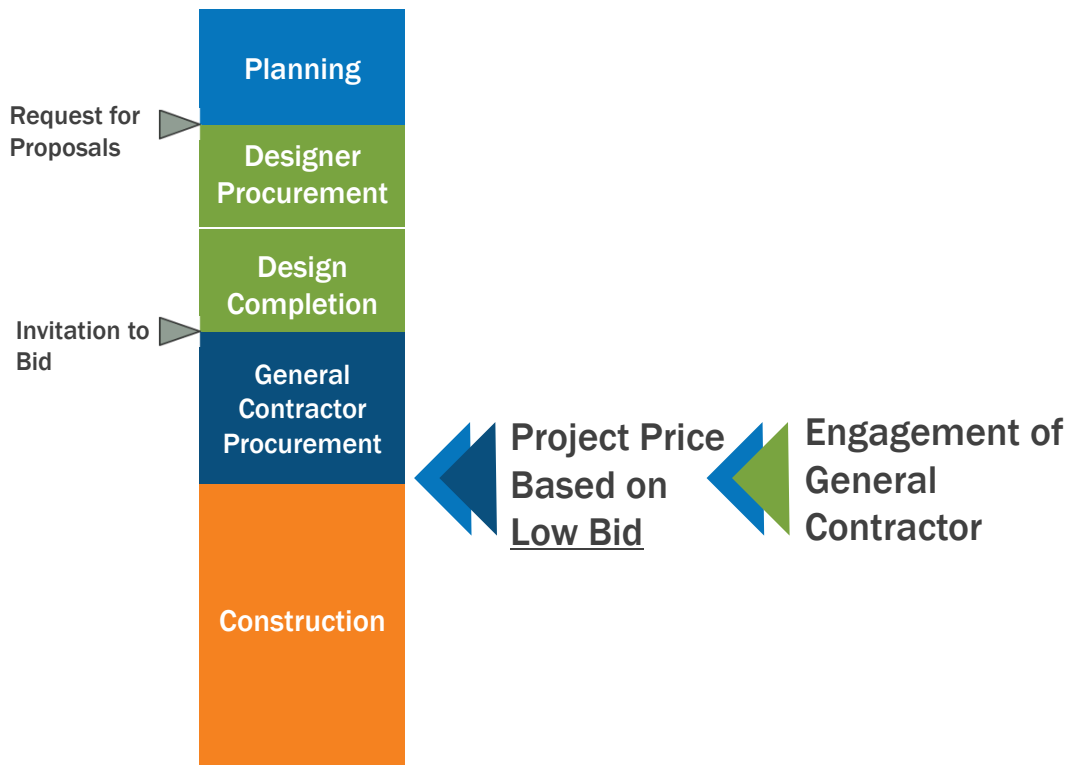 Planning
Request for
Proposals
Designer
Procurement
Design
Completion
Invitation to
Bid
General
Contractor
Procurement
Project Price
Based on
Low Bid
Engagement of
General
Contractor
Construction